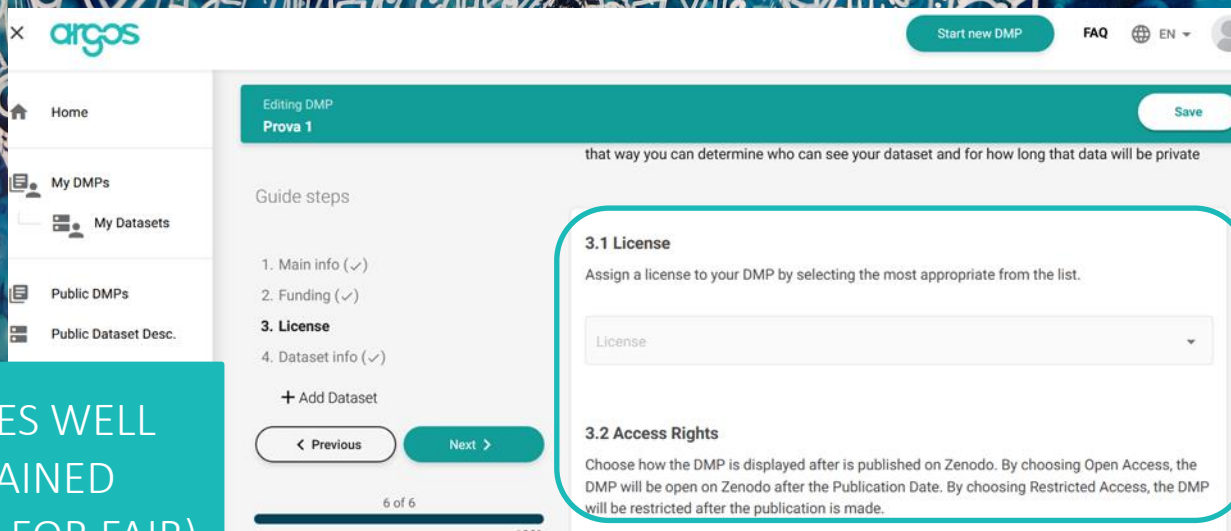 argos
Start new DMP
FAQ
EN
Home
My DMPs
My Datasets
Public DMPs
Public Dataset Desc.
Editing DMP
Prova 1
Save
Guide steps
1. Main info (✓)
2. Funding (✓)
3. License
4. Dataset info (✓)
+ Add Dataset
Previous
Next
6 of 6
that way you can determine who can see your dataset and for how long that data will be private
3.1 License
Assign a license to your DMP by selecting the most appropriate from the list.
License
3.2 Access Rights
Choose how the DMP is displayed after is published on Zenodo. By choosing Open Access, the
DMP will be open on Zenodo after the Publication Date. By choosing Restricted Access, the DMP
will be restricted after the publication is made.
ES WELL
AINED
FOR FAIR)